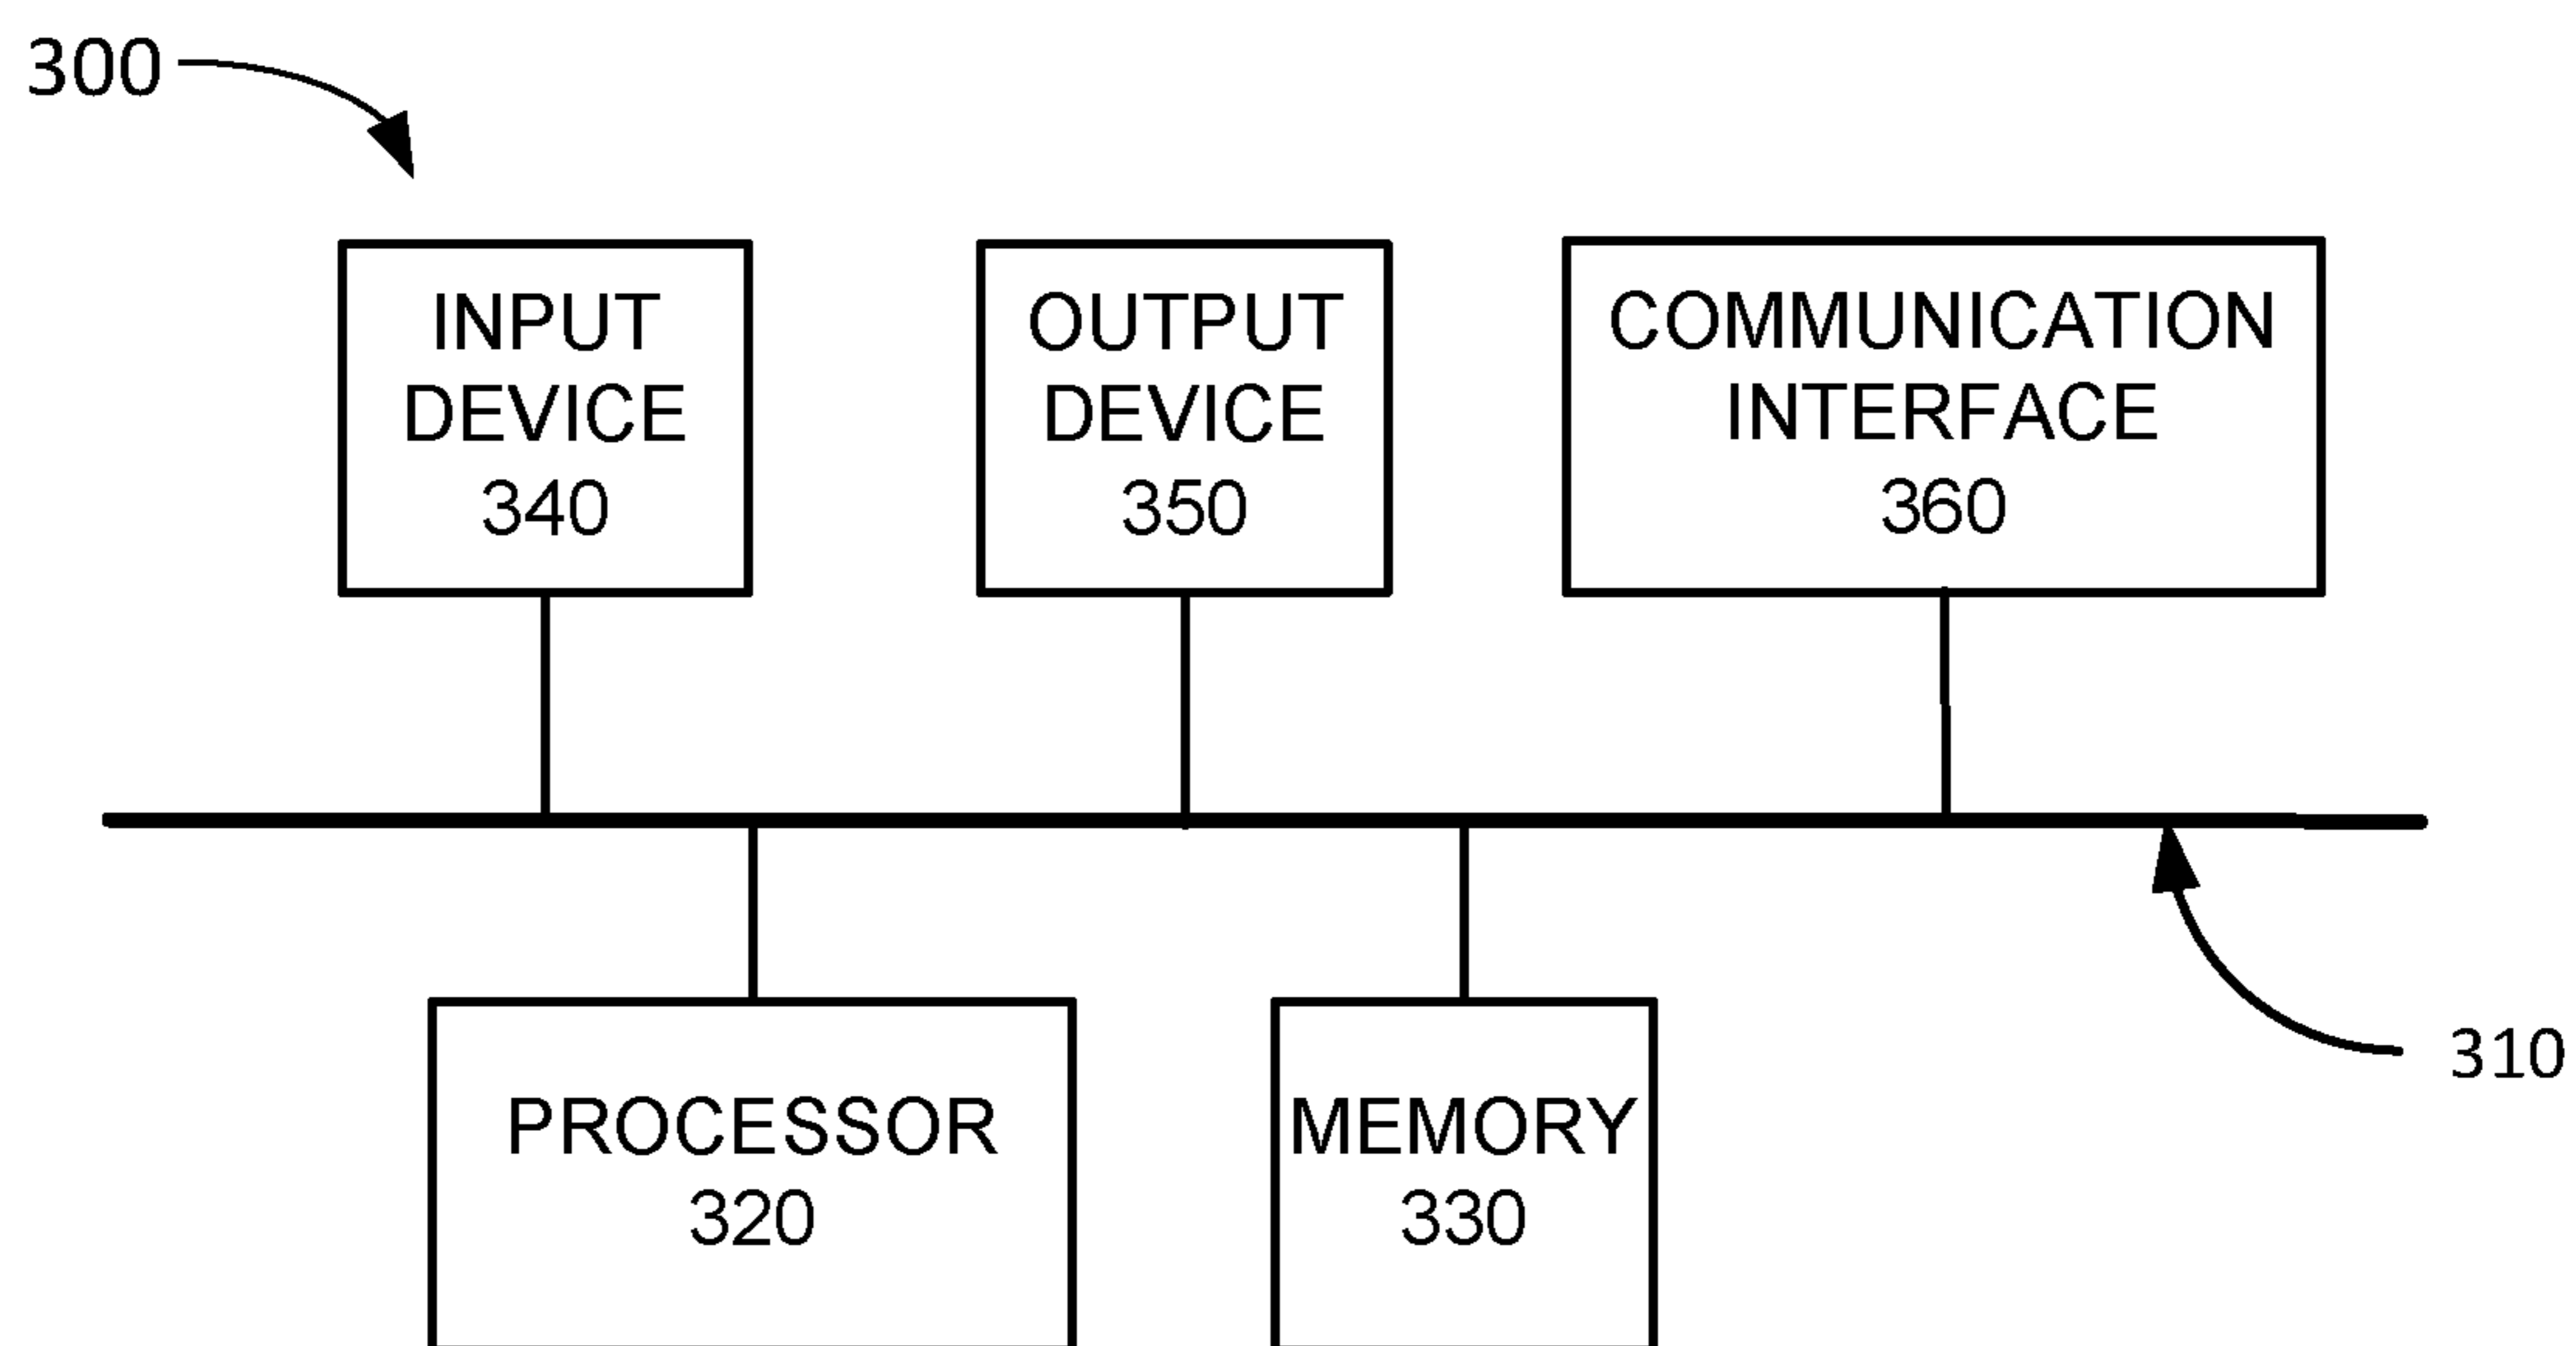 300
INPUT
DEVICE
340
OUTPUT
DEVICE
350
COMMUNICATION
INTERFACE
360
310
PROCESSOR
320
MEMORY
330